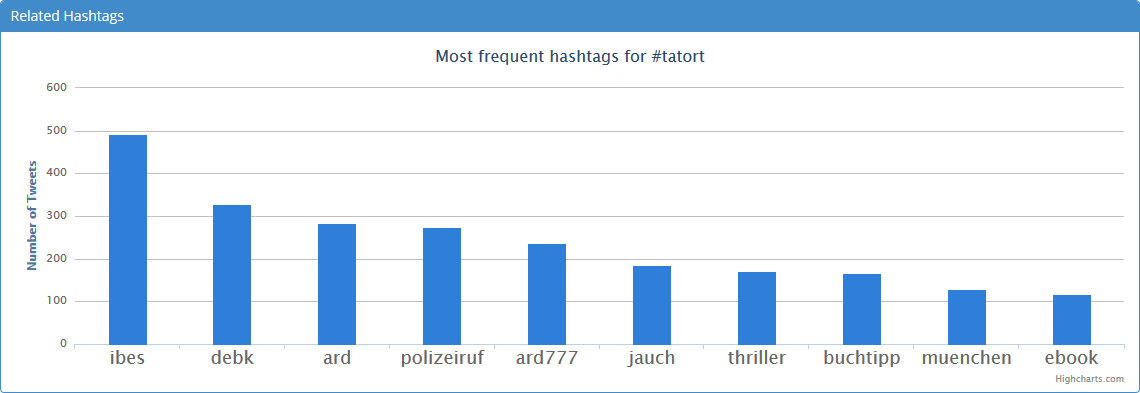 Related Hashtags
Most frequent hashtags for #tatort
600
500
400
300
200
100
0
Number of Tweets
ibes debk ard polizeiruf ard777 jauch thriller buchtipp muenchen ebook
Highcharts.com